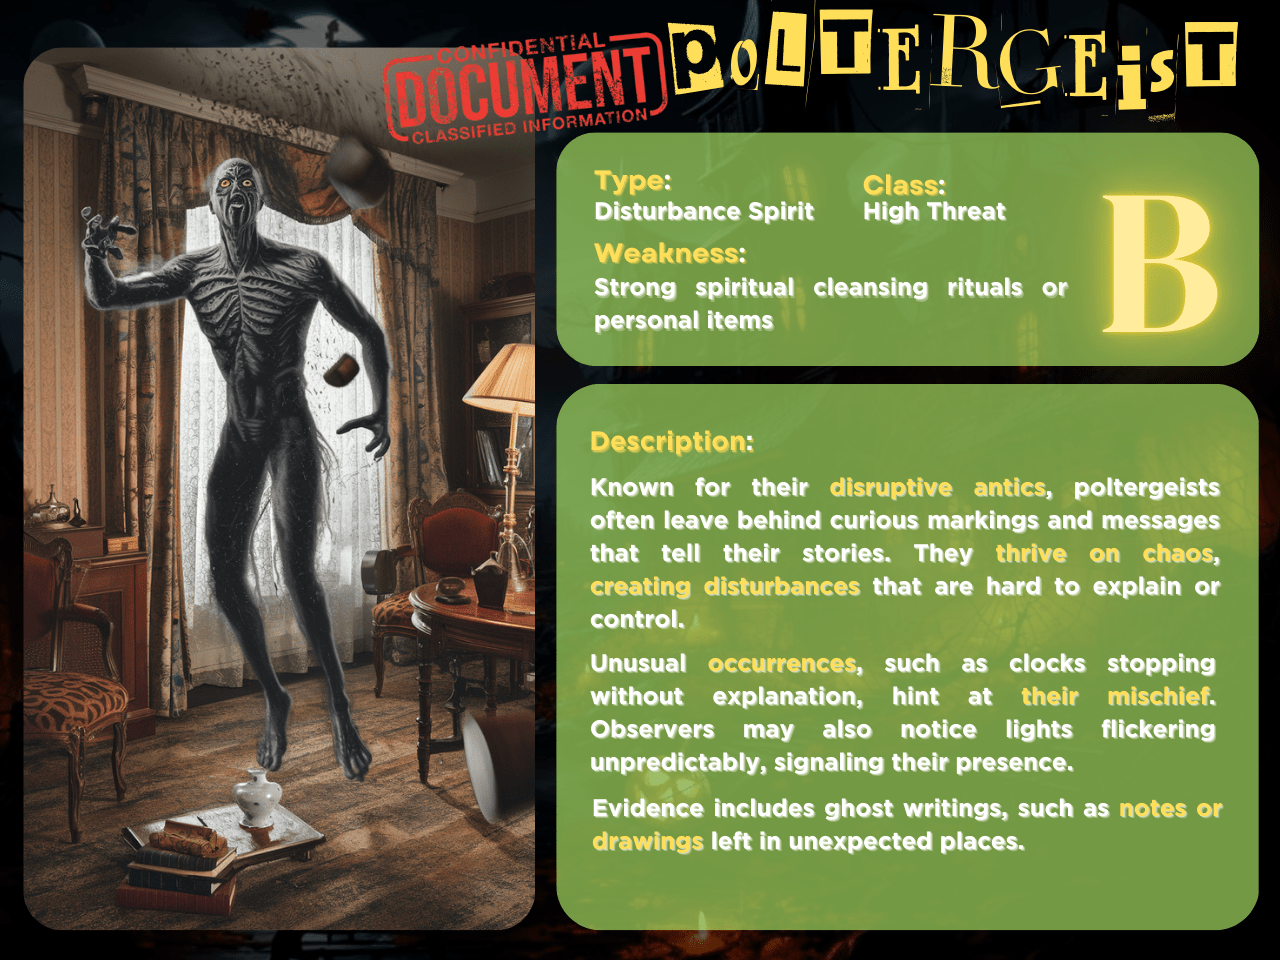 CONFIDENTIAL
DOCUMENT
CLASSIFIED INFORMATION
POLTERGEiST
Type:
Disturbance Spirit
Class:
High Threat
Weakness:
Strong spiritual cleansing rituals or
personal items
B
Description:
Known for their disruptive antics, poltergeists
often leave behind curious markings and messages
that tell their stories. They thrive on chaos,
creating disturbances that are hard to explain or
control.
Unusual occurrences, such as clocks stopping
without explanation, hint at their mischief.
Observers may also notice lights flickering
unpredictably, signaling their presence.
Evidence includes ghost writings, such as notes or
drawings left in unexpected places.